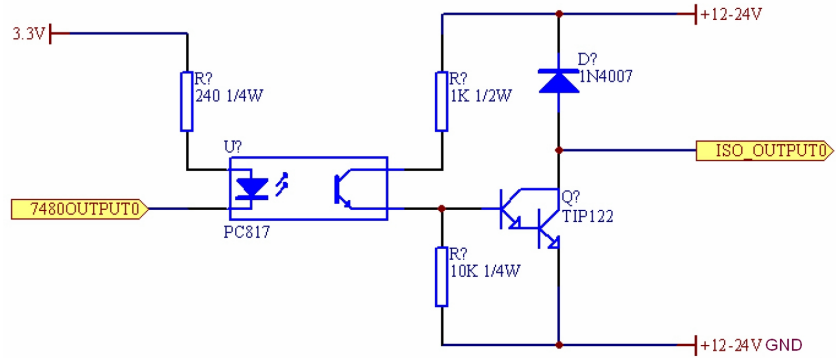 +12-24V
3.3V
D?
1N4007
R?
240 1/4W
R?
1K 1/2W
U?
ISO_OUTPUT0
Q?
TIP122
7480OUTPUT0
PC817
R?
10K 1/4W
+12-24V GND